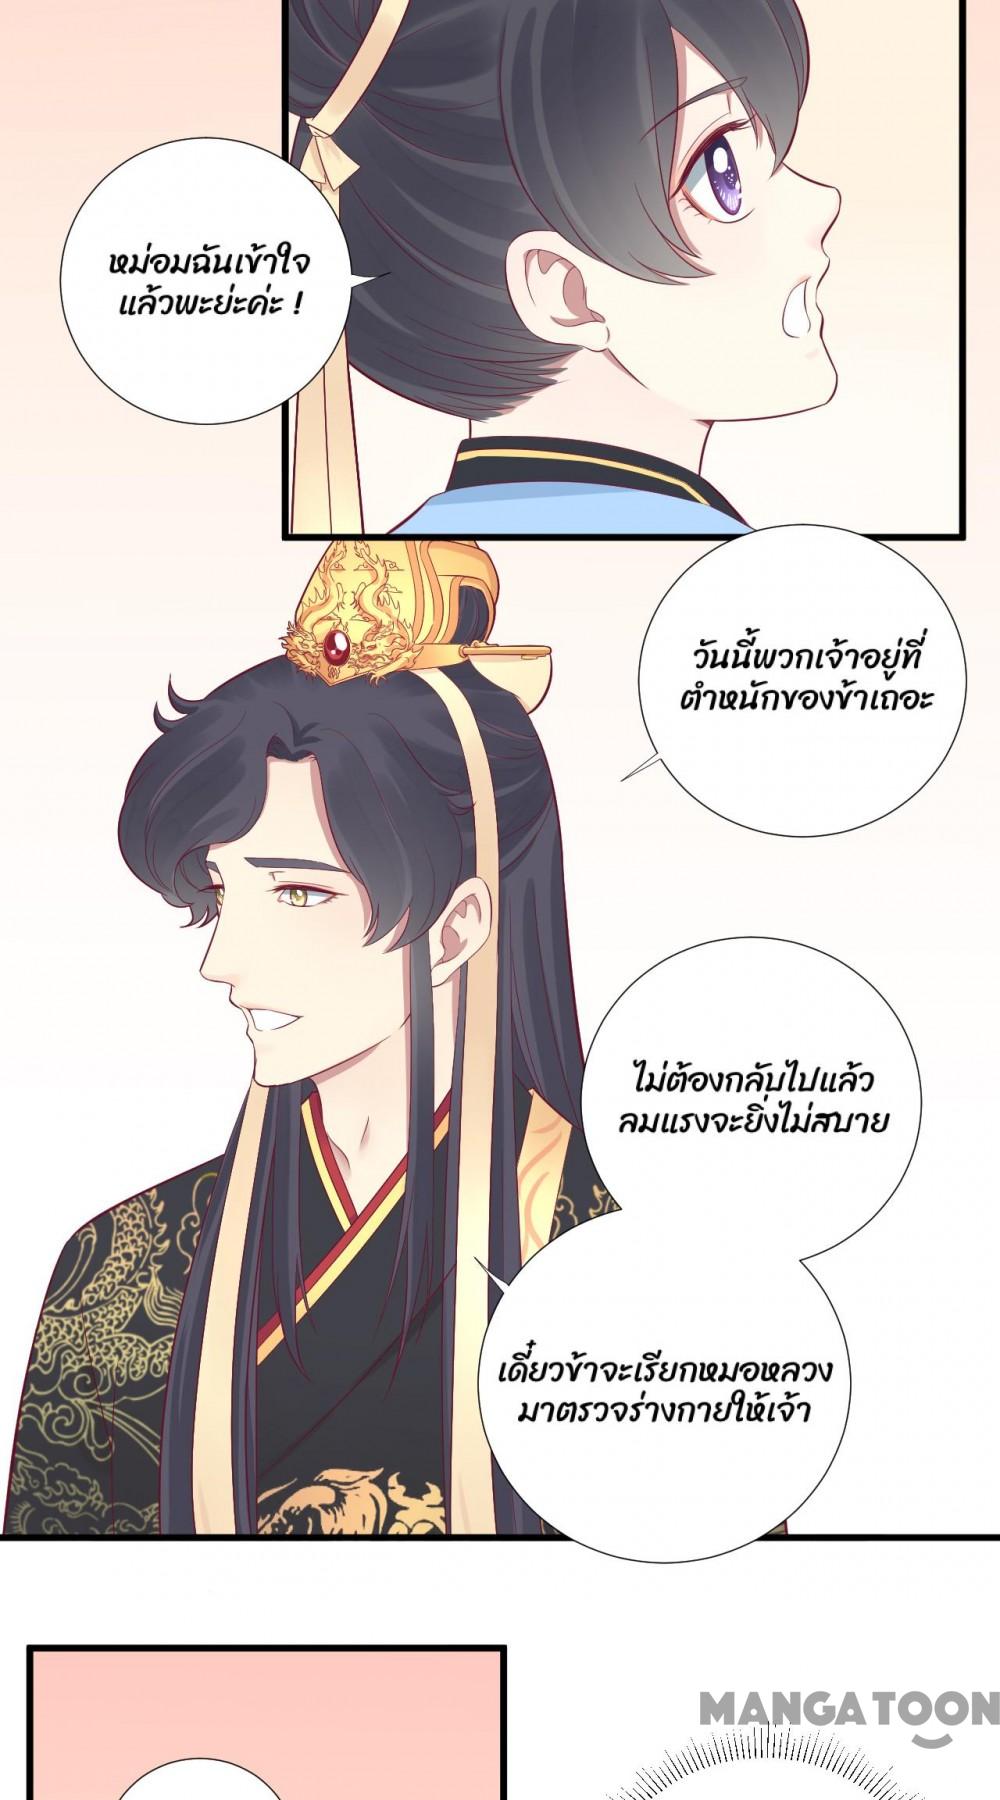 หม่อมฉันเข้าใจ
แล้วพะย่ะค่ะ !
วันนี้พวกเจ้าอยู่ที่
ตำหนักของข้าเถอะ
ไม่ต้องกลับไปแล้ว
ลมแรงจะยิ่งไม่สบาย
เดี๋ยวข้าจะเรียกหมอหลวง
มาตรวจร่างกายให้เจ้า
MANGATOON